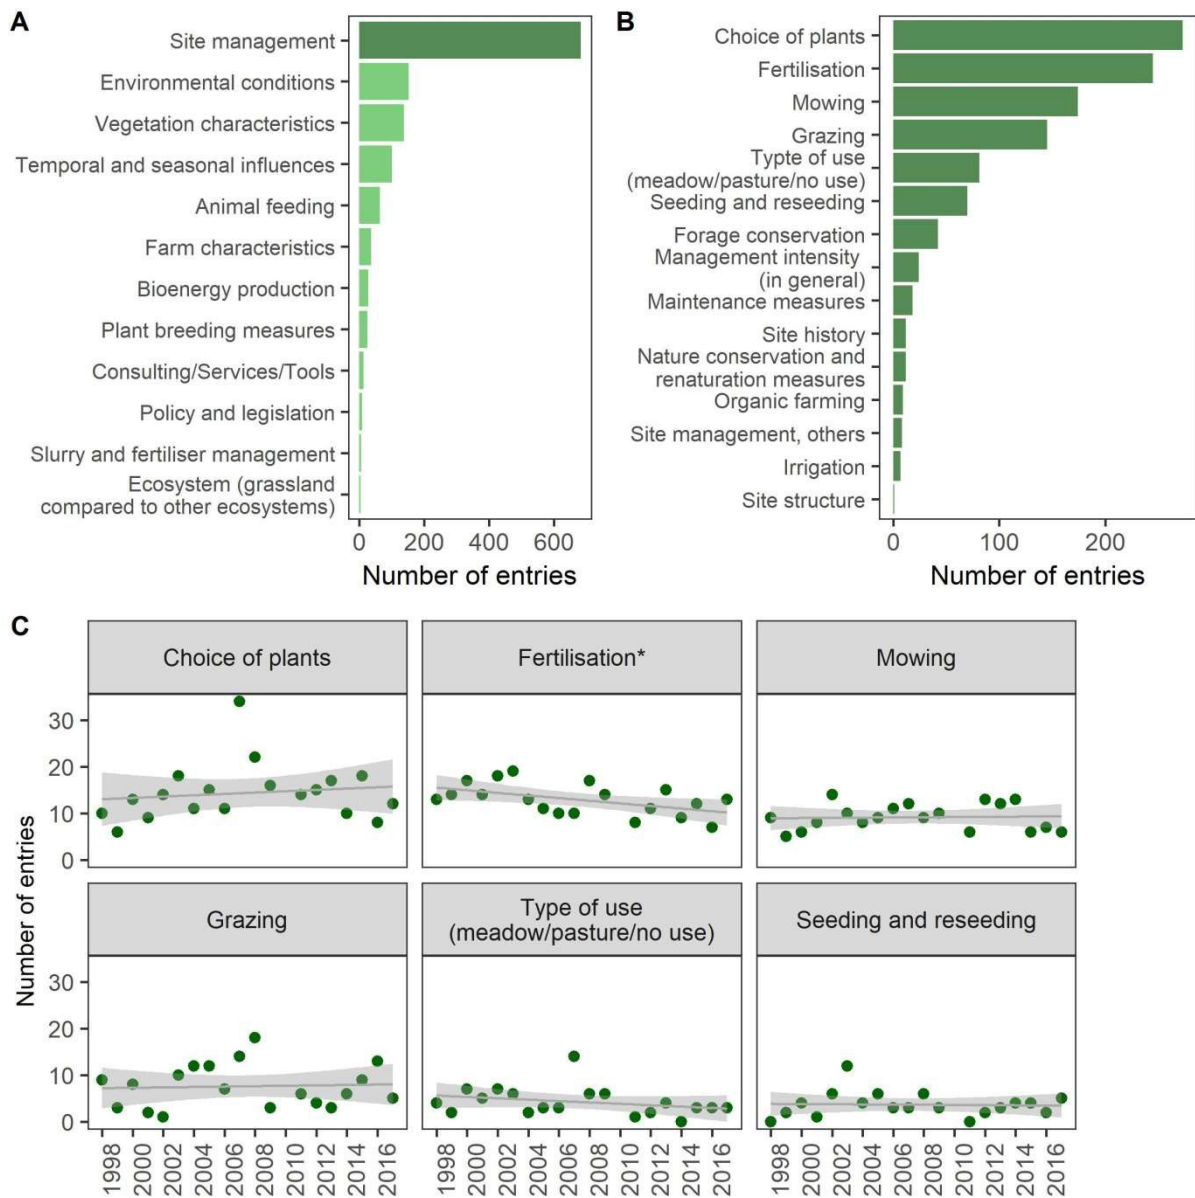 A
Site management
Environmental conditions
Vegetation characteristics
Temporal and seasonal influences
Animal feeding
Farm characteristics
Bioenergy production
Plant breeding measures
Consulting/Services/Tools
Policy and legislation
Slurry and fertiliser management
Ecosystem (grassland
compared to other ecosystems)
0 200 400 600
Number of entries
B
Choice of plants
Fertilisation
Mowing
Grazing
Typte of use
(meadow/pasture/no use)
Seeding and reseeding
Forage conservation
Management intensity
(in general)
Maintenance measures
Site history
Nature conservation and
renaturation measures
Organic farming
Site management, others
Irrigation
Site structure
0 100 200
Number of entries
C
Choice of plants
Fertilisation*
Mowing
30
20
10
0
Number of entries
Grazing
Type of use
(meadow/pasture/no use)
Seeding and reseeding
30
20
10
0
1998 2000 2002 2004 2006 2008 2010 2012 2014 2016
1998 2000 2002 2004 2006 2008 2010 2012 2014 2016
1998 2000 2002 2004 2006 2008 2010 2012 2014 2016